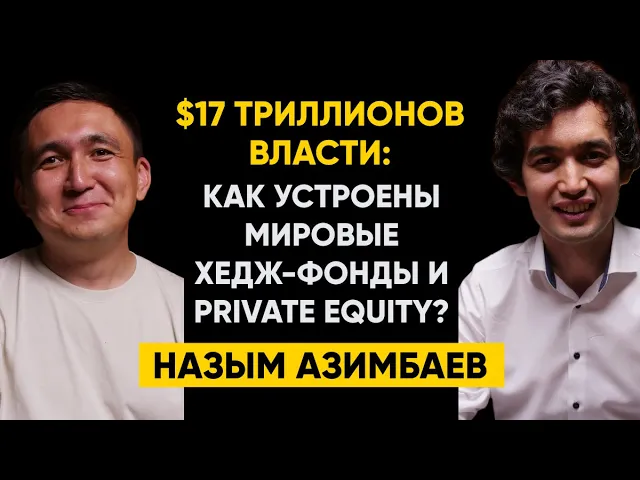 $17 ТРИЛЛИОНОВ
ВЛАСТИ:
КАК УСТРОЕНЫ
МИРОВЫЕ
ХЕДЖ-ФОНДЫ И
PRIVATE EQUITY?
НАЗЫМ АЗИМБАЕВ